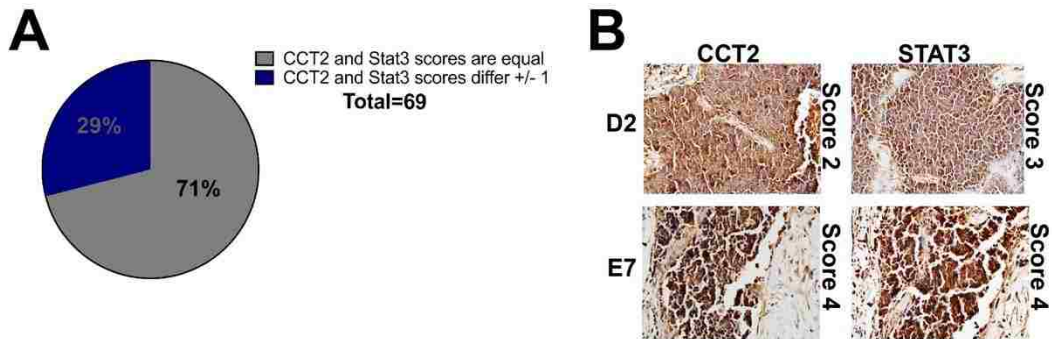 A
CCT2 and Stat3 scores are equal
CCT2 and Stat3 scores differ +/- 1
Total=69
29%
71%
B
CCT2
STAT3
D2
Score 2
Score 3
E7
Score 4
Score 4